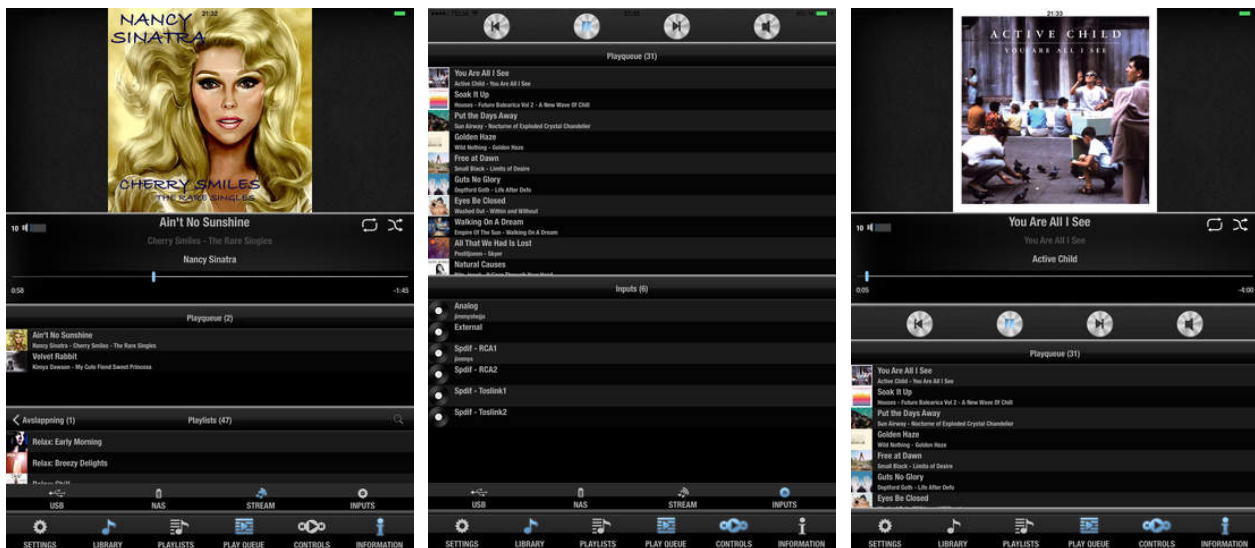 21:32
NANCY
SINATRA
CHERRY SMILES
THE RARE SINGLES
10
Ain't No Sunshine
Cherry Smiles - The Rare Singles
Nancy Sinatra
0:58
-1:45
Playqueue (2)
Ain't No Sunshine
Nancy Sinatra - Cherry Smiles - The Rare Singles
Velvet Rabbit
Kimya Dawson - My Cute Fiend Sweet Princess
Avslappning (1)
Playlists (47)
Relax: Early Morning
Relax: Breezy Delights
Relax: Chill
USB
NAS
STREAM
INPUTS
SETTINGS
LIBRARY
PLAYLISTS
PLAY QUEUE
CONTROLS
INFORMATION
Playqueue (31)
You Are All I See
Active Child - You Are All I See
Soak It Up
Houses - Future Balearica Vol 2 - A New Wave Of Chill
Put the Days Away
Sun Airway - Nocturne of Exploded Crystal Chandelier
Golden Haze
Wild Nothing - Golden Haze
Free at Dawn
Small Black - Limits of Desire
Guts No Glory
Deptford Goth - Life After Defo
Eyes Be Closed
Washed Out - Within and Without
Walking On A Dream
Empire Of The Sun - Walking On A Dream
All That We Had Is Lost
Postiljonen - Skyer
Natural Causes
Inputs (6)
Analog
jimmystejja
External
Spdif - RCA1
jimmys
Spdif - RCA2
Spdif - Toslink1
Spdif - Toslink2
USB
NAS
STREAM
INPUTS
SETTINGS
LIBRARY
PLAYLISTS
PLAY QUEUE
CONTROLS
INFORMATION
21:33
ACTIVE CHILD
YOU ARE ALL I SEE
10
You Are All I See
You Are All I See
Active Child
0:05
-4:00
Playqueue (31)
You Are All I See
Active Child - You Are All I See
Soak It Up
Houses - Future Balearica Vol 2 - A New Wave Of Chill
Put the Days Away
Sun Airway - Nocturne of Exploded Crystal Chandelier
Golden Haze
Wild Nothing - Golden Haze
Free at Dawn
Small Black - Limits of Desire
Guts No Glory
Deptford Goth - Life After Defo
Eyes Be Closed
SETTINGS
LIBRARY
PLAYLISTS
PLAY QUEUE
CONTROLS
INFORMATION